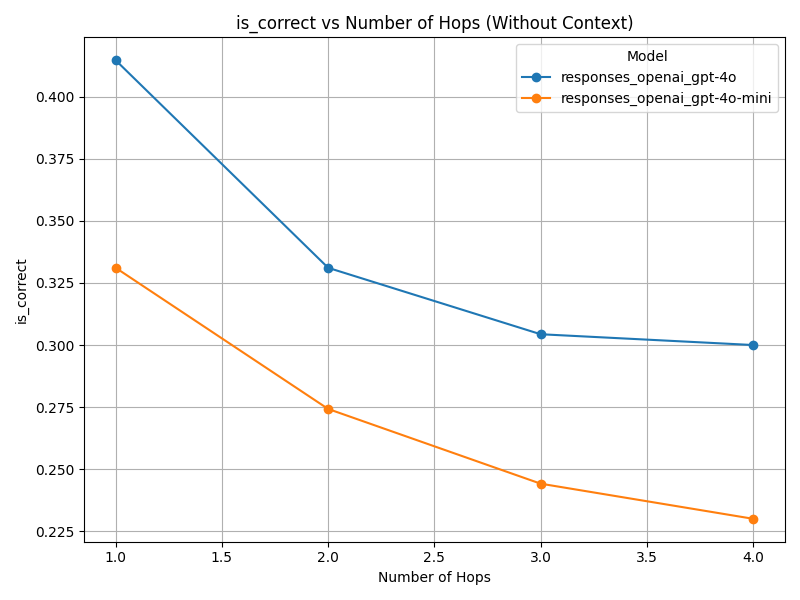 is_correct vs Number of Hops (Without Context)
Model
responses_openai_gpt-4o
responses_openai_gpt-4o-mini
is_correct
0.400
0.375
0.350
0.325
0.300
0.275
0.250
0.225
1.0 1.5 2.0 2.5 3.0 3.5 4.0
Number of Hops